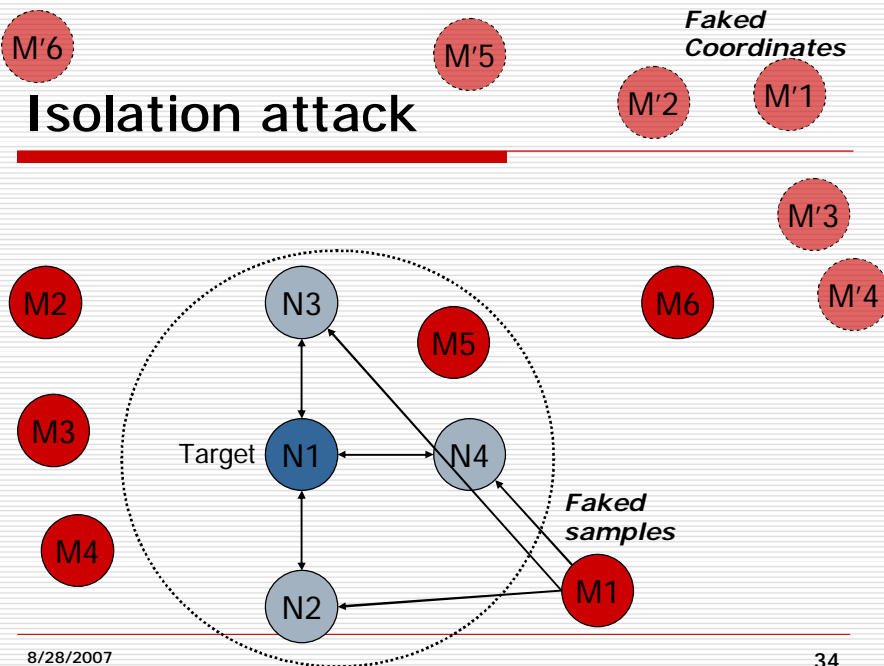 Faked
Coordinates
M'6
M'5
M'2
M'1
Isolation attack
M'3
M'4
M2
N3
M6
M5
M3
Target
N1
N4
Faked
samples
M4
M1
N2
8/28/2007
34